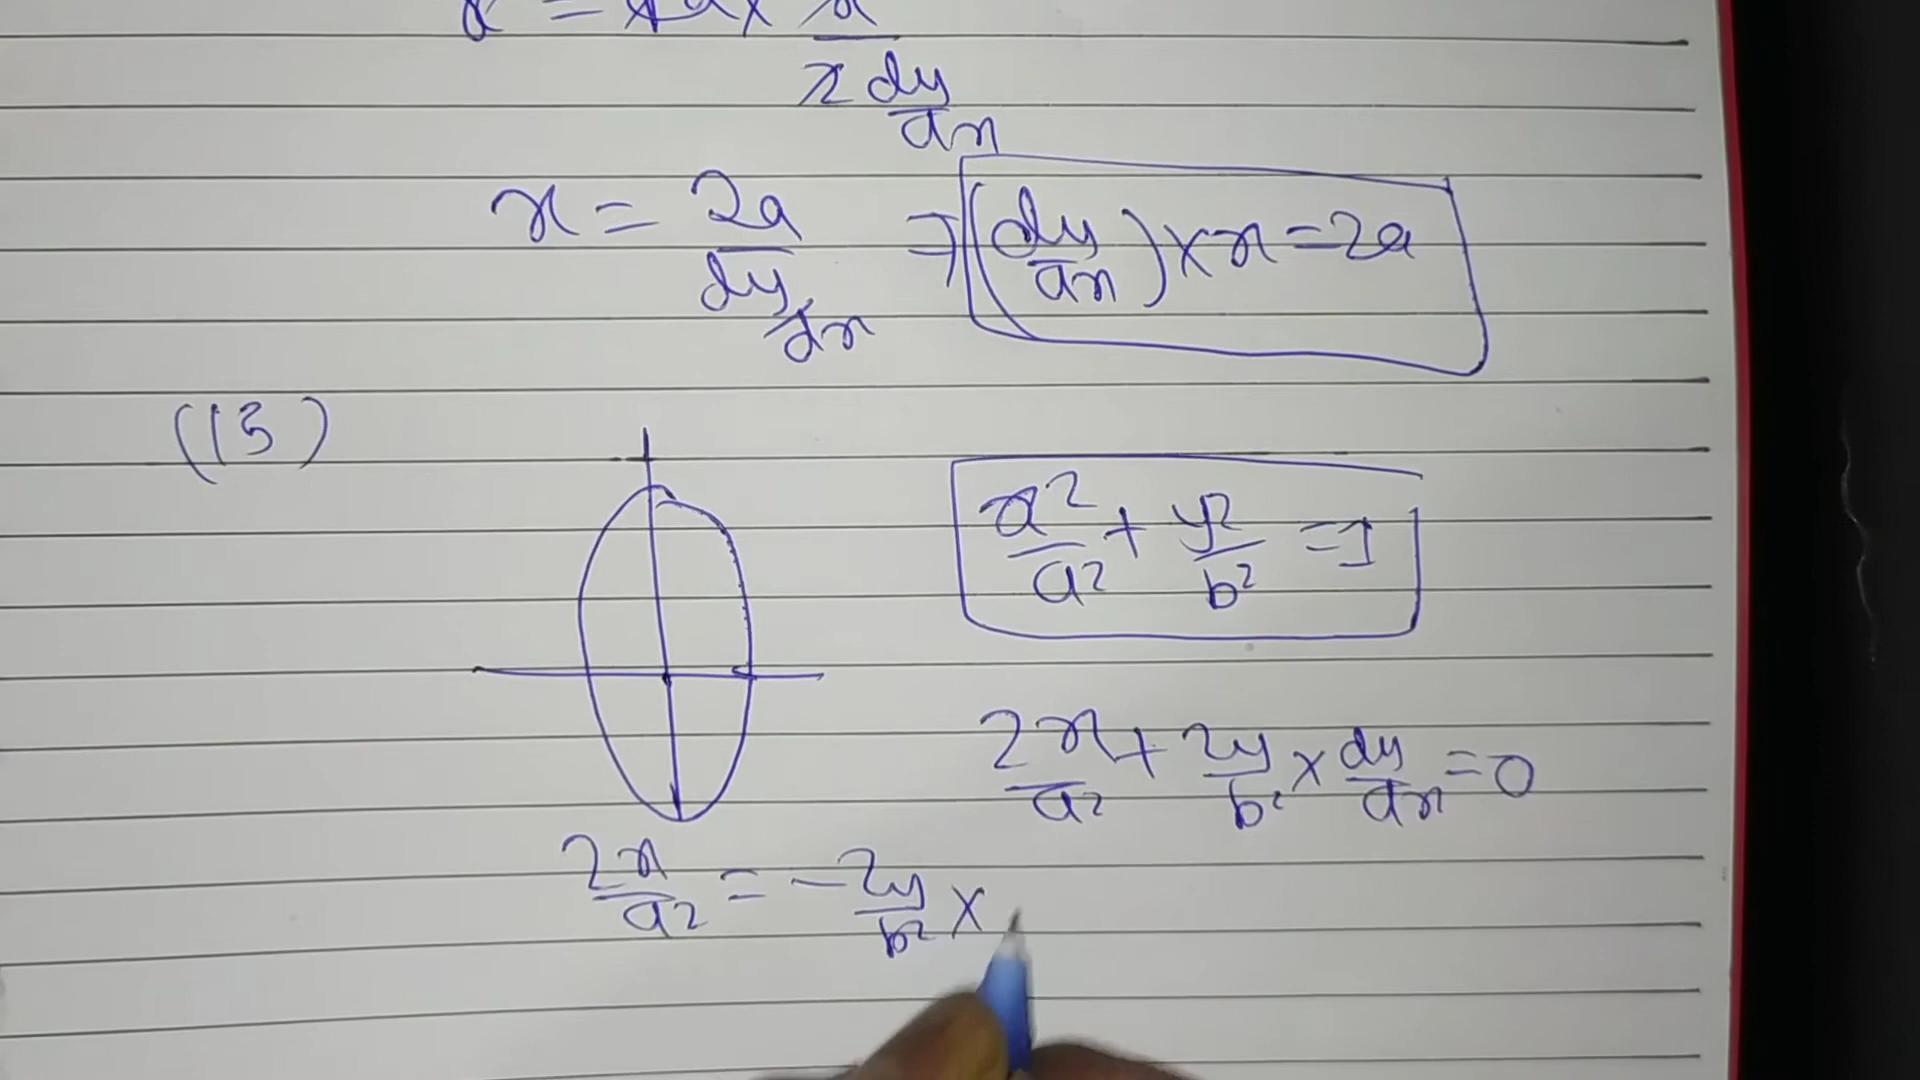 x dy/dx
x = 2a / dy/dx ⇒ (dy/dx) × x = 2a
(13)
x²/a² + y²/b² = 1
2x/a² + 2y/b² × dy/dx = 0
2x/a² = -2y/b² ×